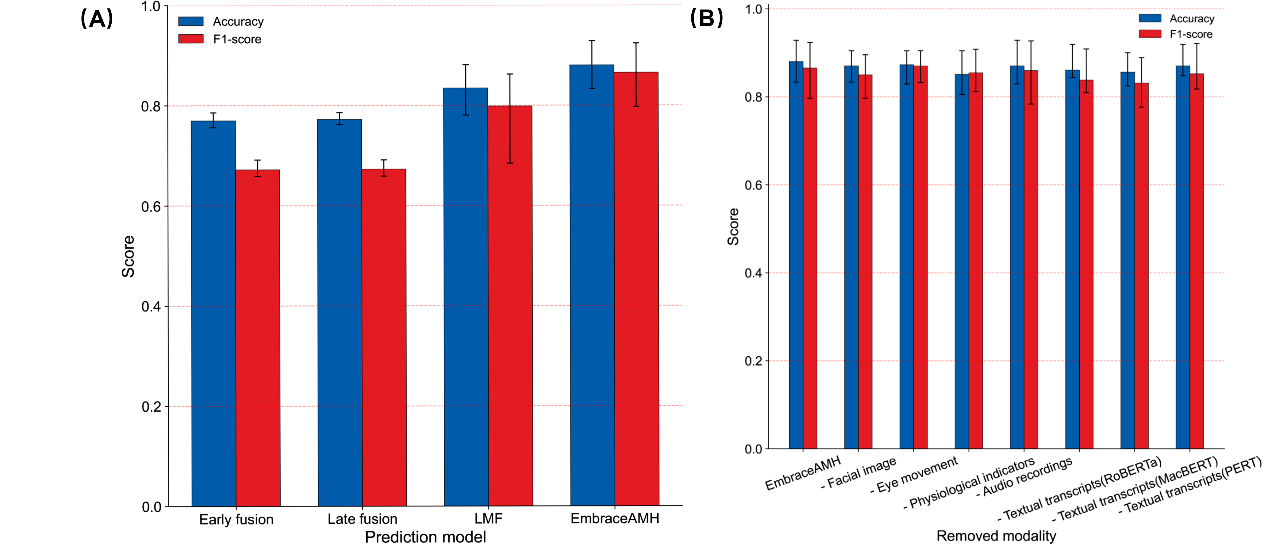 (A)
Accuracy
F1-score
1.0
0.8
0.6
0.4
0.2
0.0
Score
Early fusion
Late fusion
LMF
EmbraceAMH
Prediction model
(B)
Accuracy
F1-score
1.0
0.8
0.6
0.4
0.2
0.0
Score
EmbraceAMH
- Facial image
- Eye movement
- Physiological indicators
- Audio recordings
- Textual transcripts(RoBERTa)
- Textual transcripts(MacBERT)
- Textual transcripts(PERT)
Removed modality